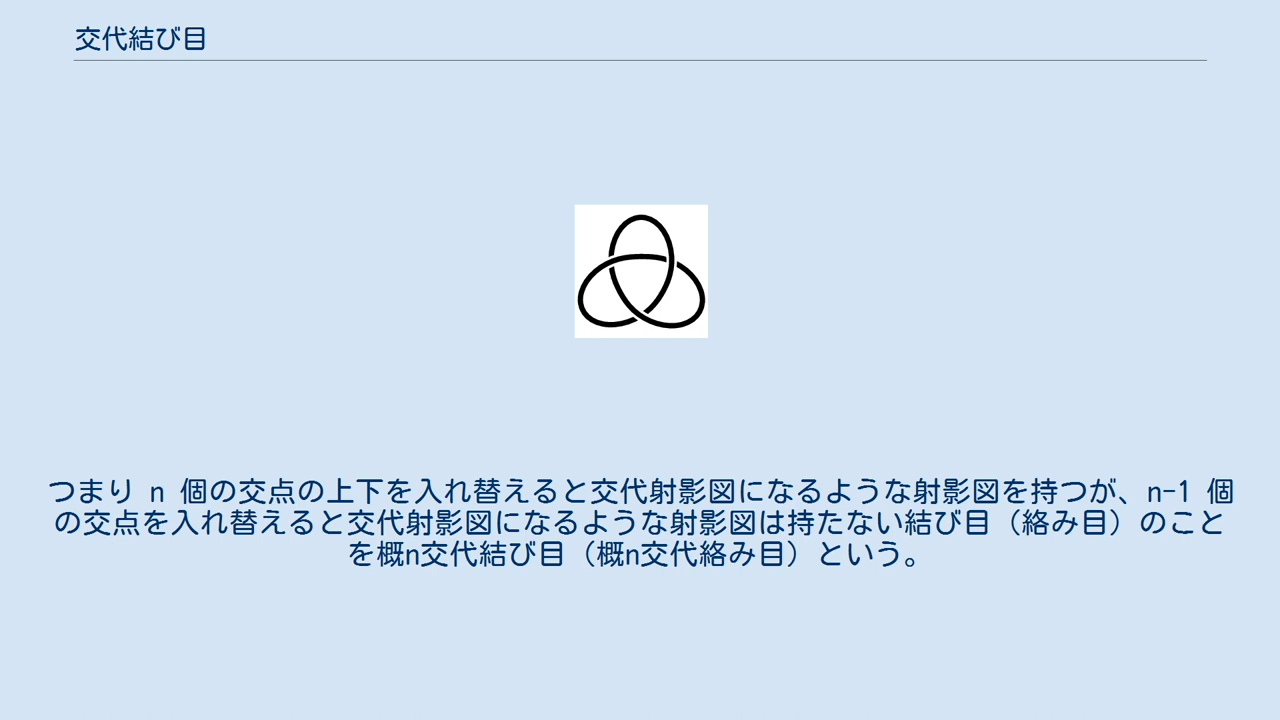 交代結び目
つまり n 個の交点の上下を入れ替えると交代射影図になるような射影図を持つが、n-1 個
の交点を入れ替えると交代射影図になるような射影図は持たない結び目（絡み目）のこと
を概n交代結び目（概n交代絡み目）という。